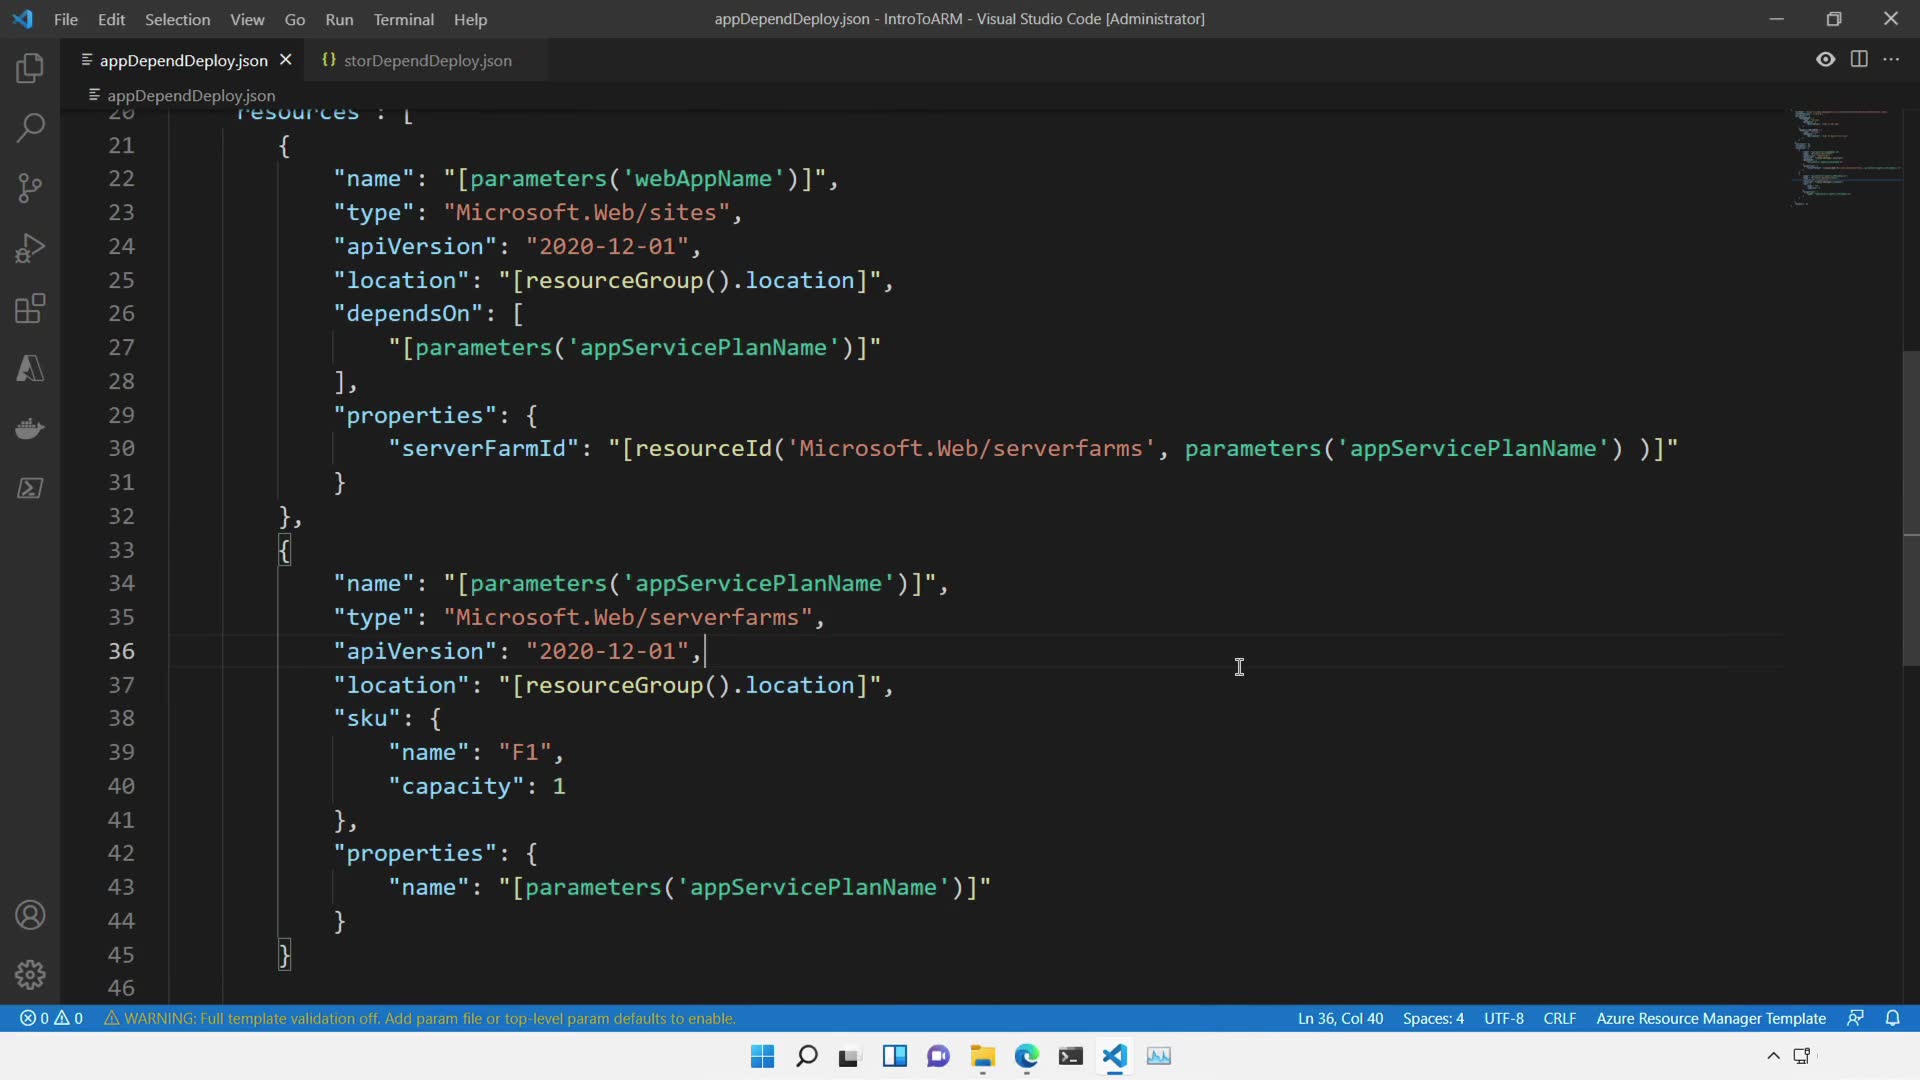 File Edit Selection View Go Run Terminal Help
appDependDeploy.json - IntroToARM - Visual Studio Code [Administrator]
appDependDeploy.json
{} storDependDeploy.json
appDependDeploy.json
20 "resources": [
21 {
22 "name": "[parameters('webAppName')]",
23 "type": "Microsoft.Web/sites",
24 "apiVersion": "2020-12-01",
25 "location": "[resourceGroup().location]",
26 "dependsOn": [
27 "[parameters('appServicePlanName')]"
28 ],
29 "properties": {
30 "serverFarmId": "[resourceId('Microsoft.Web/serverfarms', parameters('appServicePlanName') )]"
31 }
32 },
33 {
34 "name": "[parameters('appServicePlanName')]",
35 "type": "Microsoft.Web/serverfarms",
36 "apiVersion": "2020-12-01",
37 "location": "[resourceGroup().location]",
38 "sku": {
39 "name": "F1",
40 "capacity": 1
41 },
42 "properties": {
43 "name": "[parameters('appServicePlanName')]"
44 }
45 }
46
0 0 WARNING: Full template validation off. Add param file or top-level param defaults to enable.
Ln 36, Col 40 Spaces: 4 UTF-8 CRLF Azure Resource Manager Template